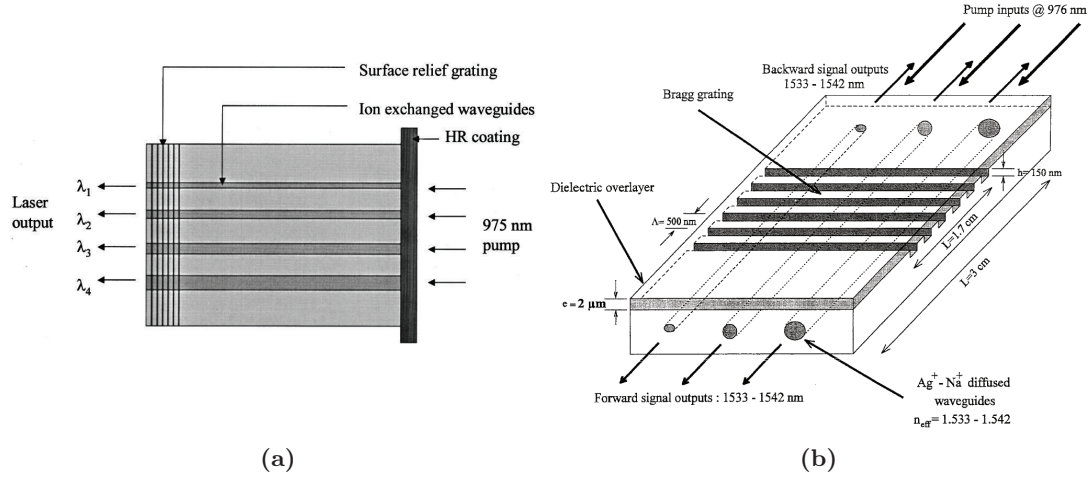 Surface relief grating
Ion exchanged waveguides
HR coating
λ1
λ2
λ3
λ4
Laser
output
975 nm
pump
(a)
Pump inputs @ 976 nm
Backward signal outputs
1533 - 1542 nm
Bragg grating
h= 150 nm
Dielectric overlayer
Λ= 500 nm
L=1.7 cm
L=3 cm
e = 2 μm
Ag+ - Na+ diffused
waveguides
neff= 1.533 - 1.542
Forward signal outputs : 1533 - 1542 nm
(b)